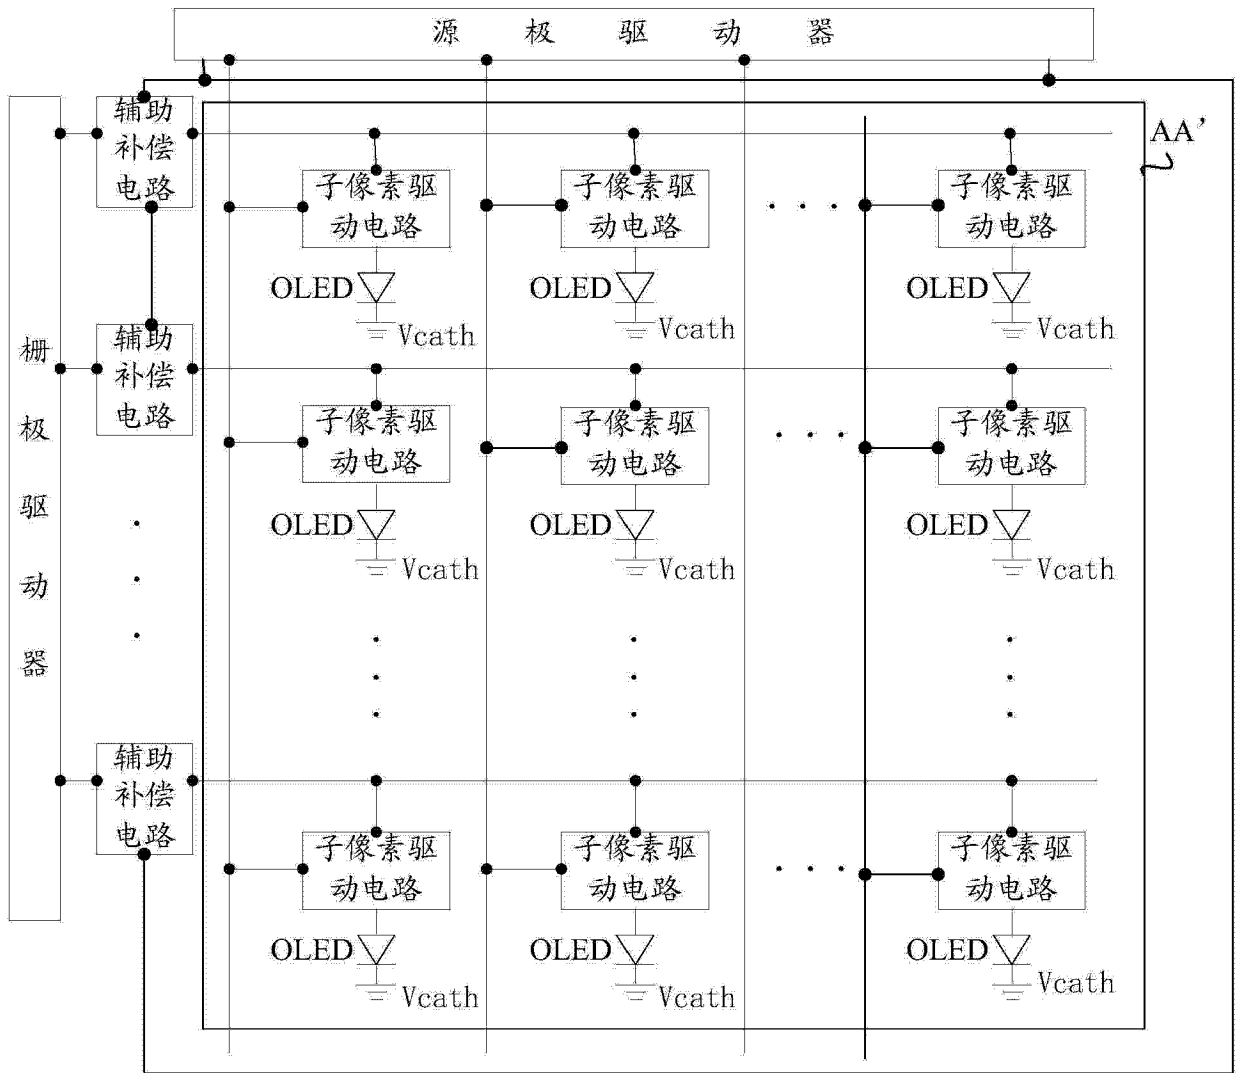 源极驱动器
AA’
辅助
补偿
电路
子像素驱
动电路
子像素驱
动电路
子像素驱
动电路
OLED
OLED
OLED
Vcath
Vcath
Vcath
栅极驱动器
辅助
补偿
电路
子像素驱
动电路
子像素驱
动电路
子像素驱
动电路
OLED
OLED
OLED
Vcath
Vcath
Vcath
辅助
补偿
电路
子像素驱
动电路
子像素驱
动电路
子像素驱
动电路
OLED
OLED
OLED
Vcath
Vcath
Vcath